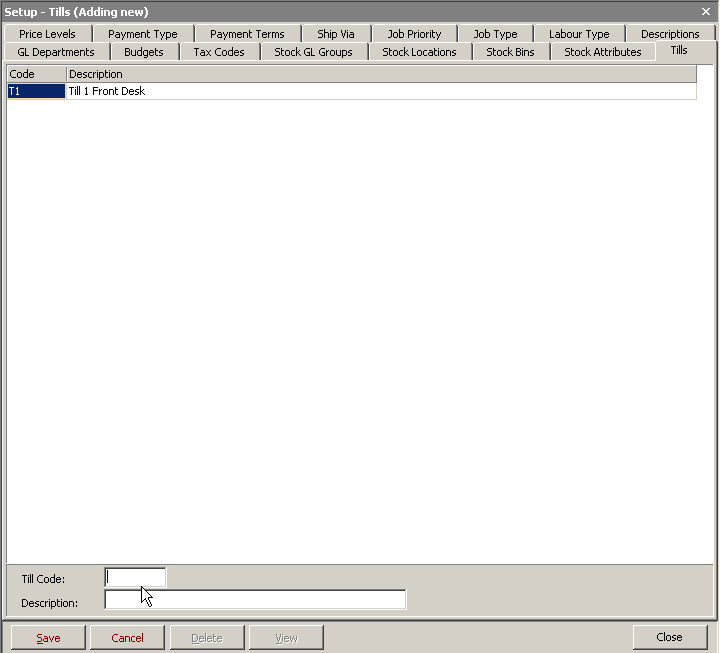 Setup - Tills (Adding new)
Price Levels Payment Type Payment Terms Ship Via Job Priority Job Type Labour Type Descriptions
GL Departments Budgets Tax Codes Stock GL Groups Stock Locations Stock Bins Stock Attributes Tills
Code Description
T1 Till 1 Front Desk
Till Code:
Description:
Save Cancel Delete View Close